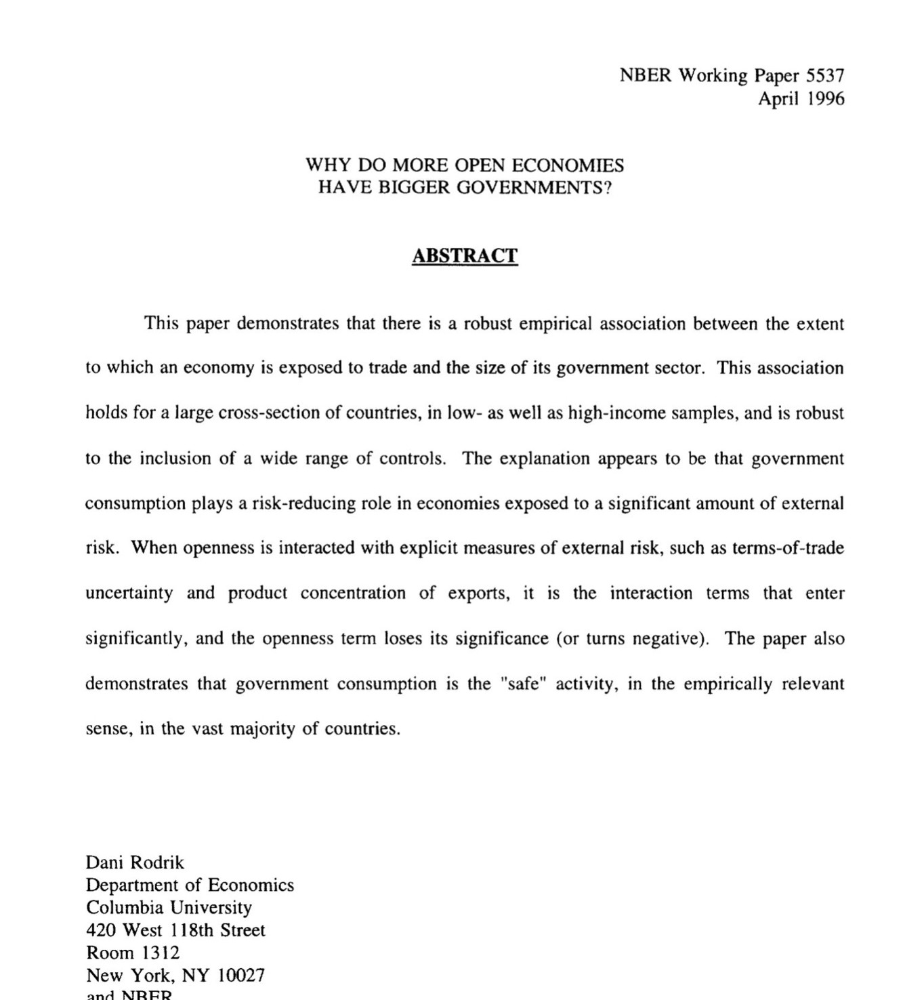 NBER Working Paper 5537
April 1996
WHY DO MORE OPEN ECONOMIES
HAVE BIGGER GOVERNMENTS?
ABSTRACT
This paper demonstrates that there is a robust empirical association between the extent
to which an economy is exposed to trade and the size of its government sector. This association
holds for a large cross-section of countries, in low- as well as high-income samples, and is robust
to the inclusion of a wide range of controls. The explanation appears to be that government
consumption plays a risk-reducing role in economies exposed to a significant amount of external
risk. When openness is interacted with explicit measures of external risk, such as terms-of-trade
uncertainty and product concentration of exports, it is the interaction terms that enter
significantly, and the openness term loses its significance (or turns negative). The paper also
demonstrates that government consumption is the "safe" activity, in the empirically relevant
sense, in the vast majority of countries.
Dani Rodrik
Department of Economics
Columbia University
420 West 118th Street
Room 1312
New York, NY 10027
and NBER